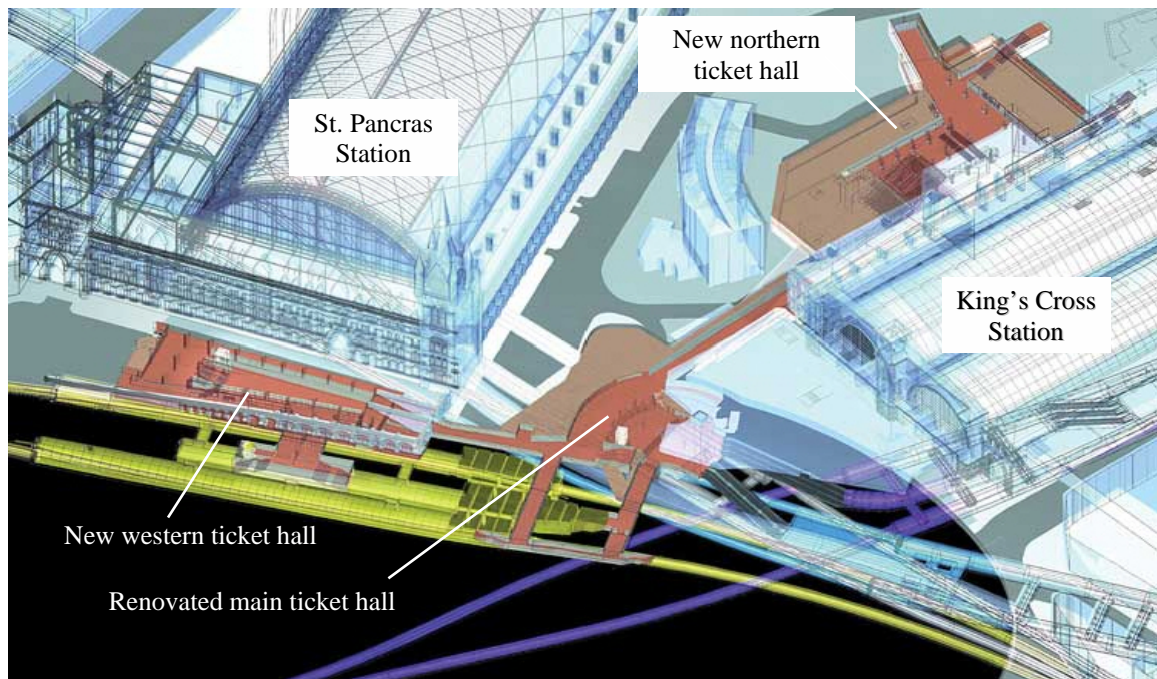 New northern
ticket hall
St. Pancras
Station
King's Cross
Station
New western ticket hall
Renovated main ticket hall